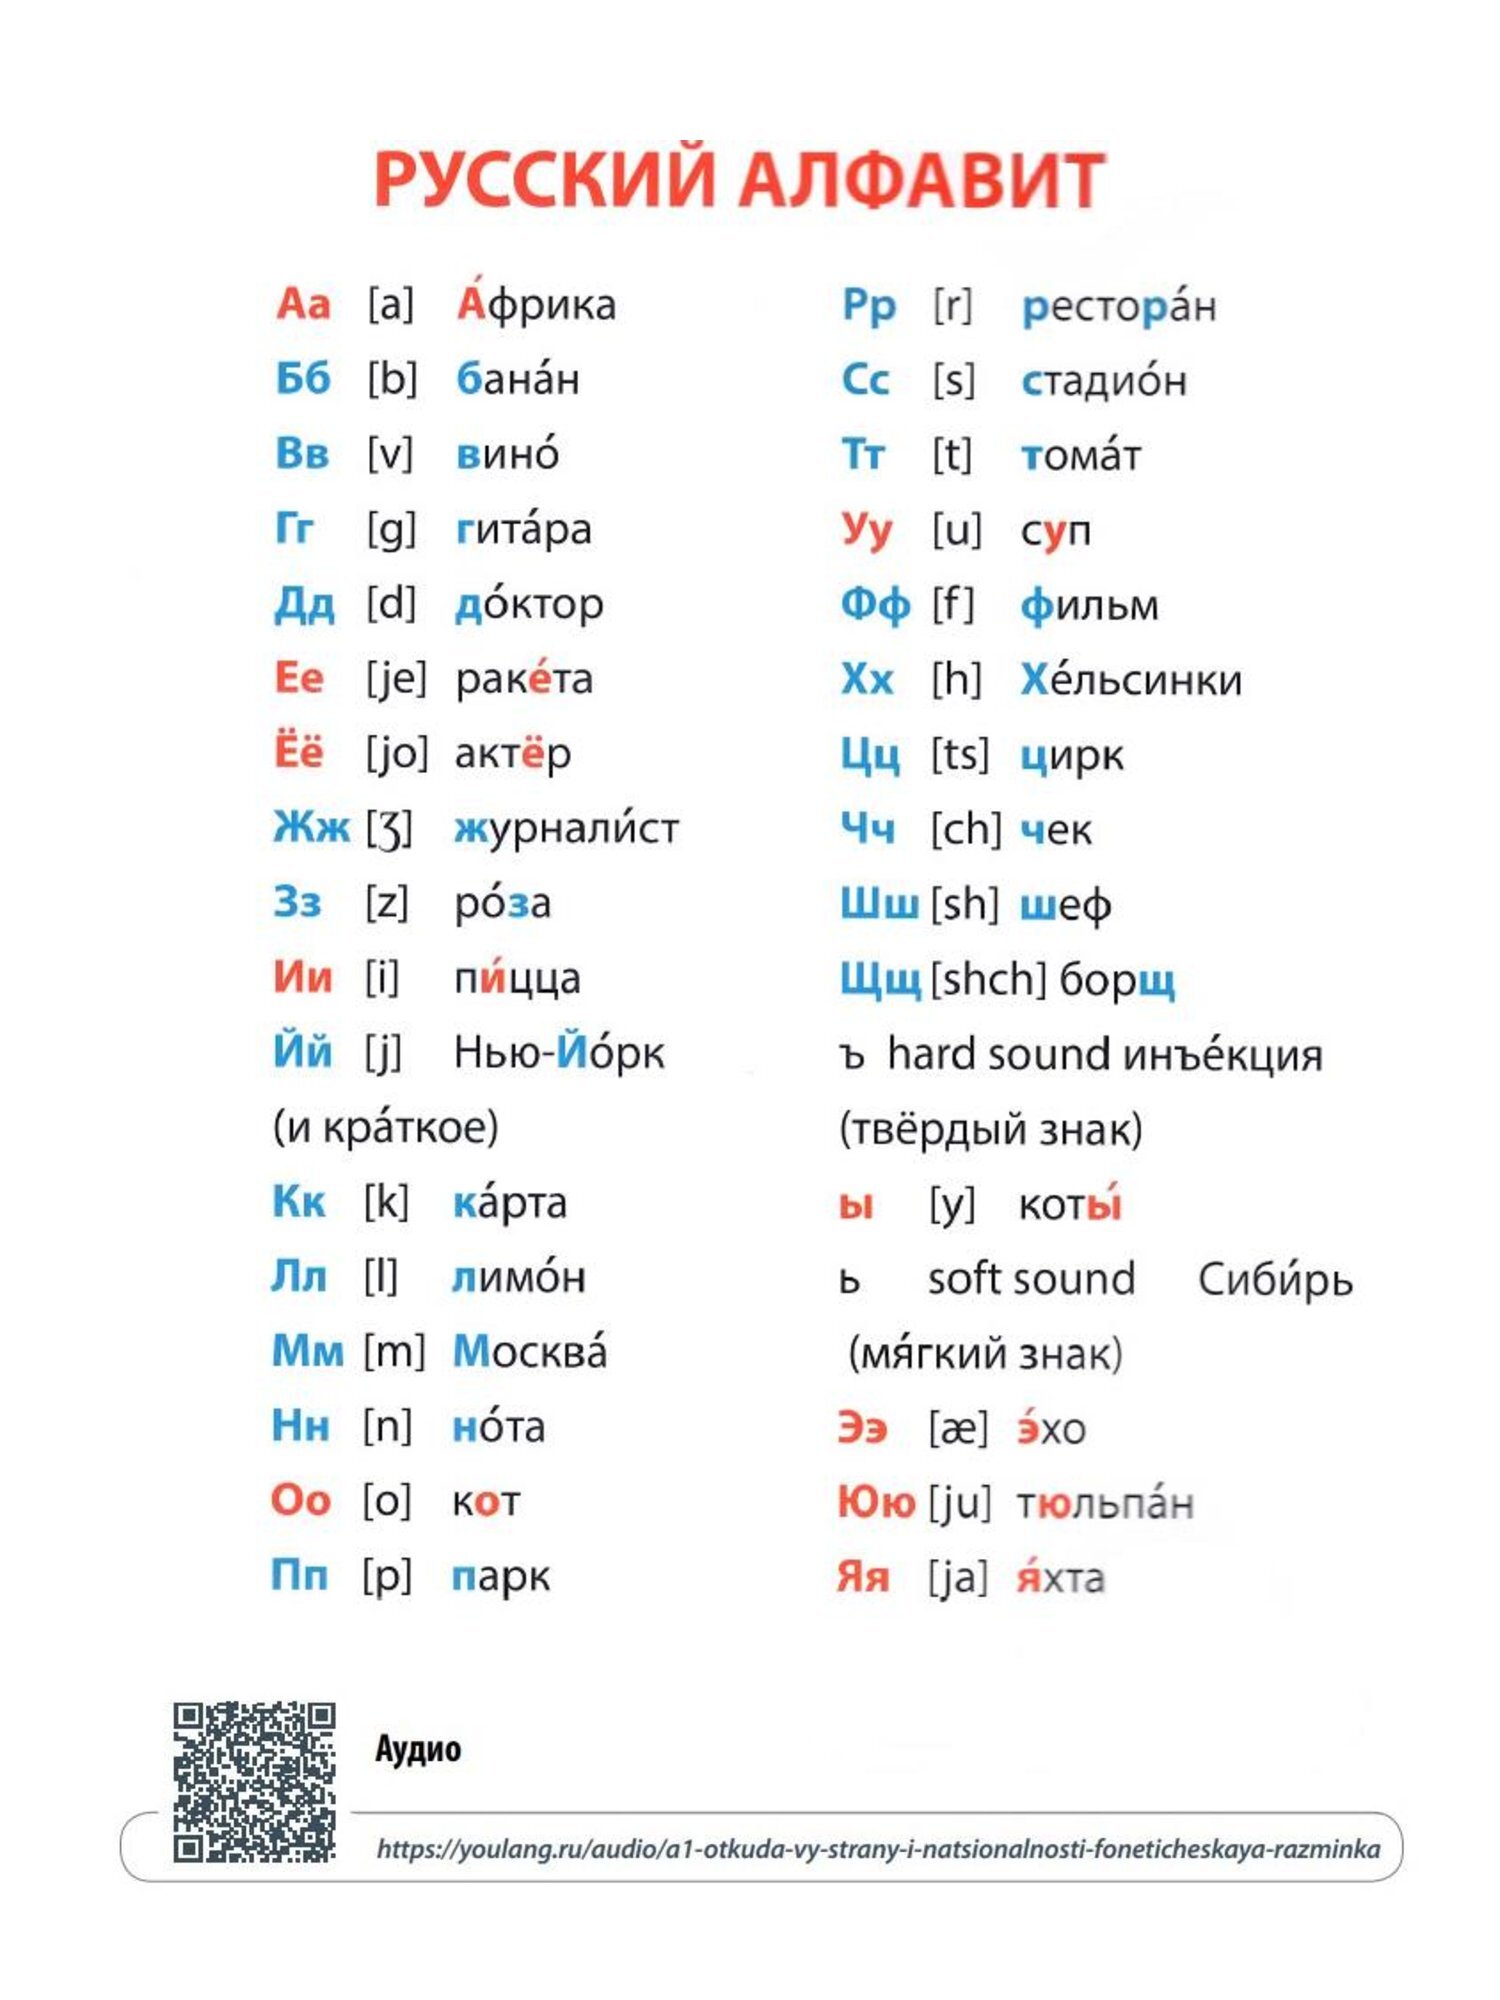 РУССКИЙ АЛФАВИТ
Аа [a] А́фрика
Бб [b] бана́н
Вв [v] вино́
Гг [g] гита́ра
Дд [d] до́ктор
Ее [je] раке́та
Ёё [jo] актёр
Жж [ʒ] журнали́ст
Зз [z] ро́за
Ии [i] пи́цца
Йй [j] Нью-Йо́рк
(и кра́ткое)
Кк [k] ка́рта
Лл [l] лимо́н
Мм [m] Москва́
Нн [n] но́та
Оо [o] кот
Пп [p] парк
Рр [r] рестора́н
Сс [s] стадио́н
Тт [t] тома́т
Уу [u] суп
Фф [f] фильм
Хх [h] Хе́льсинки
Цц [ts] цирк
Чч [ch] чек
Шш [sh] шеф
Щщ [shch] борщ
ъ hard sound инъе́кция
(твёрдый знак)
ы [y] коты́
ь soft sound Сиби́рь
(мя́гкий знак)
Ээ [æ] э́хо
Юю [ju] тюльпа́н
Яя [ja] я́хта
Аудио
https://youlang.ru/audio/a1-otkuda-vy-strany-i-natsionalnosti-foneticheskaya-razminka